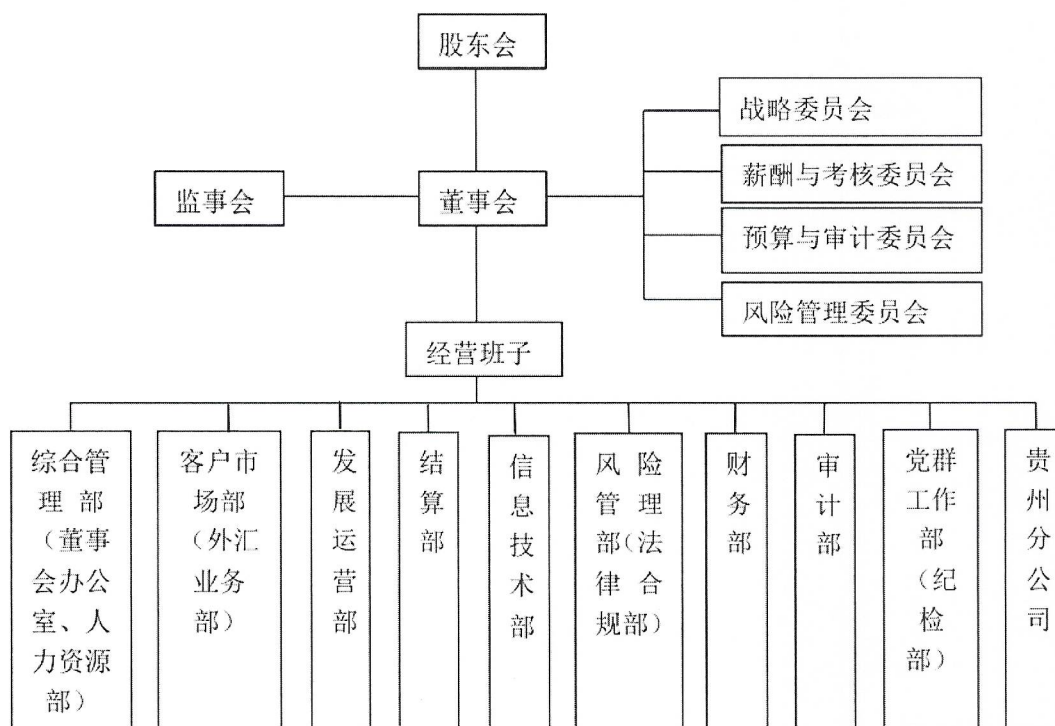 股东会
战略委员会
薪酬与考核委员会
监事会
董事会
预算与审计委员会
风险管理委员会
经营班子
综合管
理 部
（董事
会办公
室、人
力资源
部）
客户市
场部
（外汇
业务
部）
发
展
运
营
部
结
算
部
信
息
技
术
部
风 险
管 理
部（法
律 合
规部）
财
务
部
审
计
部
党群
工作
部
（纪
检
部）
贵
州
分
公
司